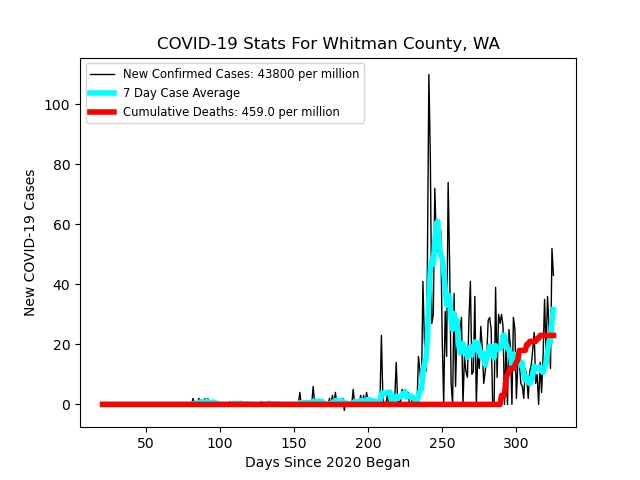 COVID-19 Stats For Whitman County, WA
New Confirmed Cases: 43800 per million
7 Day Case Average
Cumulative Deaths: 459.0 per million
New COVID-19 Cases
100
80
60
40
20
0
50 100 150 200 250 300
Days Since 2020 Began